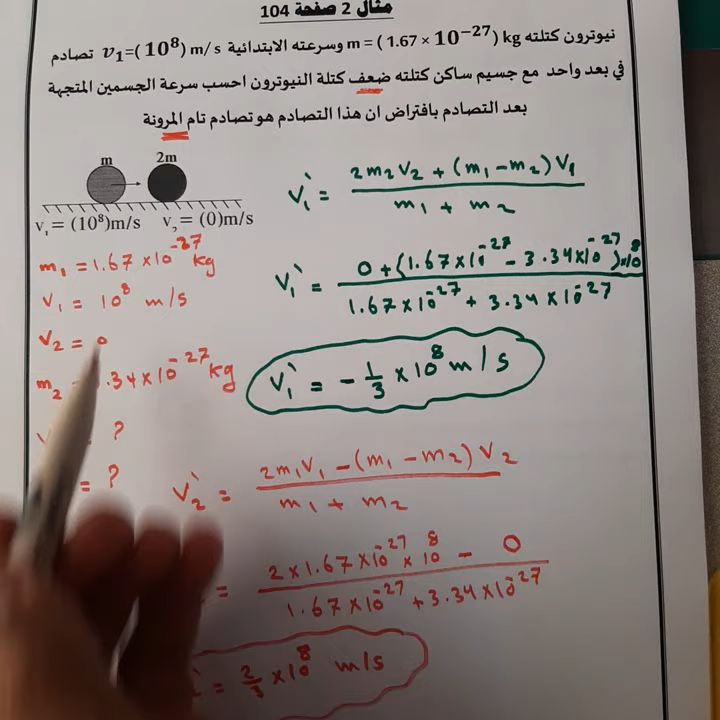 مثال 2 صفحة 104
نيوترون كتلته m = ( 1.67 × 10⁻²⁷) kg وسرعته الابتدائية v₁=(10⁸) m/s تصادم
في بعد واحد مع جسيم ساكن كتلته ضعف كتلة النيوترون احسب سرعة الجسمين المتجهة
بعد التصادم بافتراض ان هذا التصادم هو تصادم تام المرونة
m 2m
v₁ = (10⁸)m/s v₂ = (0)m/s
m₁ = 1.67 × 10⁻²⁷ kg
v₁ = 10⁸ m/s
v₂ = 0
m₂ .34 × 10⁻²⁷ kg
= ?
= ?
v₁` = 2m₂v₂ + (m₁ - m₂)v₁ / m₁ + m₂
v₁` = 0 + (1.67 × 10⁻²⁷ - 3.34 × 10⁻²⁷) × 10⁸ / 1.67 × 10⁻²⁷ + 3.34 × 10⁻²⁷
v₁` = - 1/3 × 10⁸ m/s
v₂` = 2m₁v₁ - (m₁ - m₂)v₂ / m₁ + m₂
= 2 × 1.67 × 10⁻²⁷ × 10⁸ - 0 / 1.67 × 10⁻²⁷ + 3.34 × 10⁻²⁷
= 2/3 × 10⁸ m/s